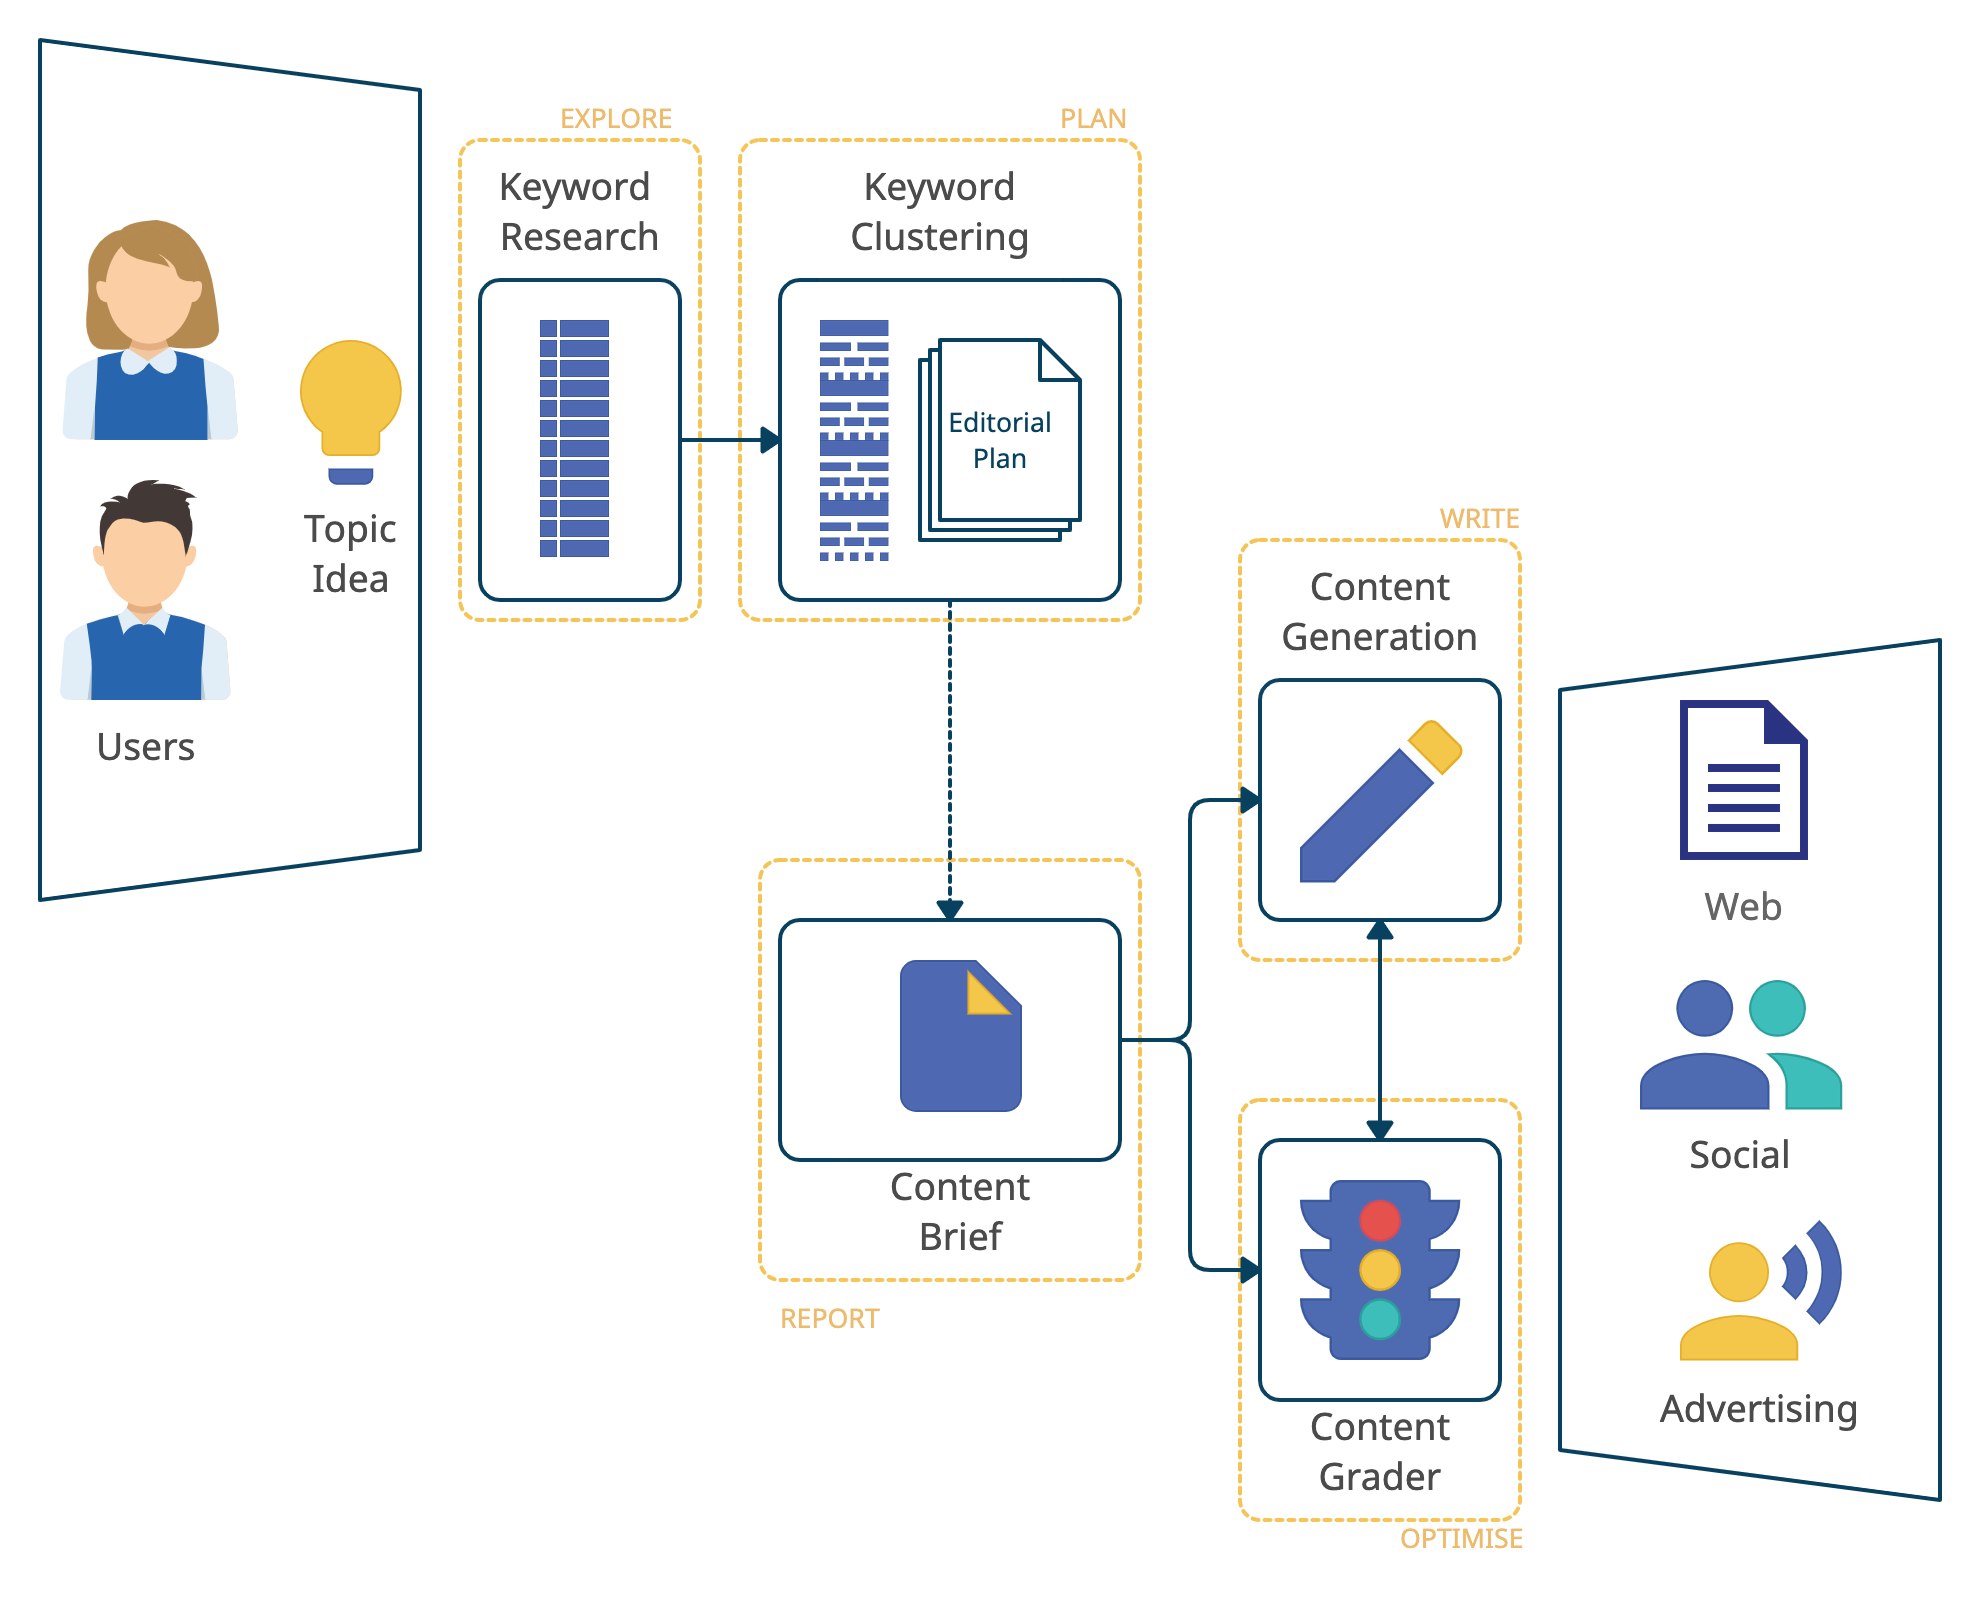 EXPLORE
PLAN
Keyword
Research
Keyword
Clustering
Editorial
Plan
Topic
Idea
Users
WRITE
Content
Generation
Web
Content
Brief
REPORT
Social
Advertising
Content
Grader
OPTIMISE